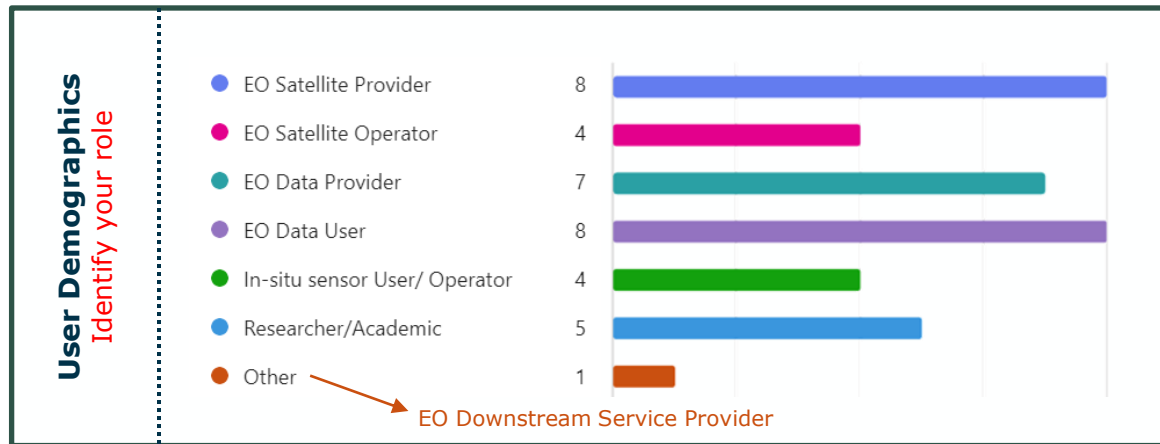 User Demographics
Identify your role
EO Satellite Provider 8
EO Satellite Operator 4
EO Data Provider 7
EO Data User 8
In-situ sensor User/ Operator 4
Researcher/Academic 5
Other 1
EO Downstream Service Provider